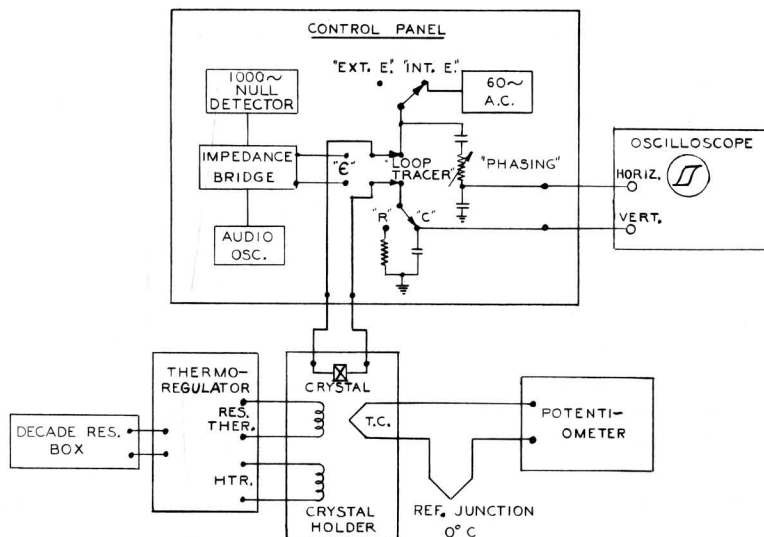 CONTROL PANEL
1000~
NULL
DETECTOR
"EXT. E." "INT. E."
60~
A.C.
IMPEDANCE
BRIDGE
"Є"
"LOOP
TRACER"
"PHASING"
OSCILLOSCOPE
HORIZ.
VERT.
AUDIO
OSC.
"R"
"C"
THERMO-
REGULATOR
RES.
THER.
HTR.
DECADE RES.
BOX
CRYSTAL
T.C.
CRYSTAL
HOLDER
POTENTI-
OMETER
REF. JUNCTION
0° C